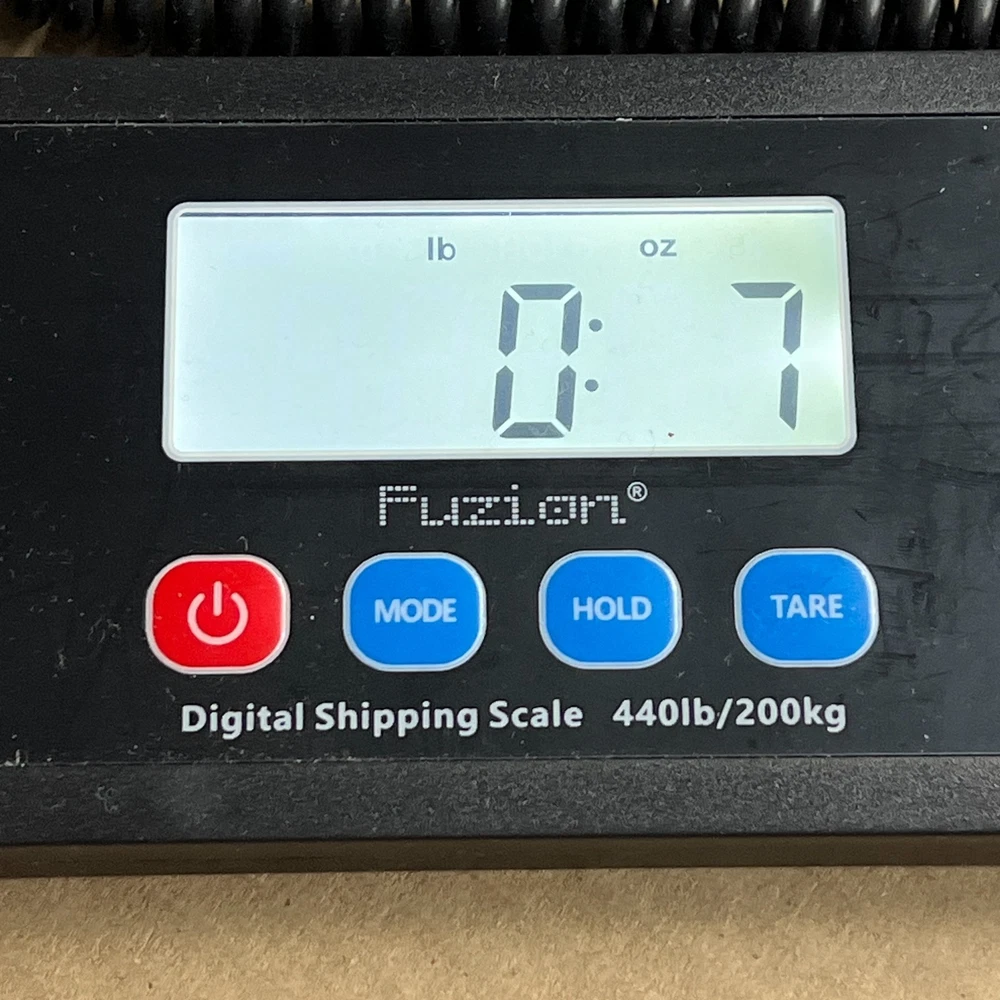 lb oz
0: 7
Fuzion®
MODE HOLD TARE
Digital Shipping Scale 440lb/200kg